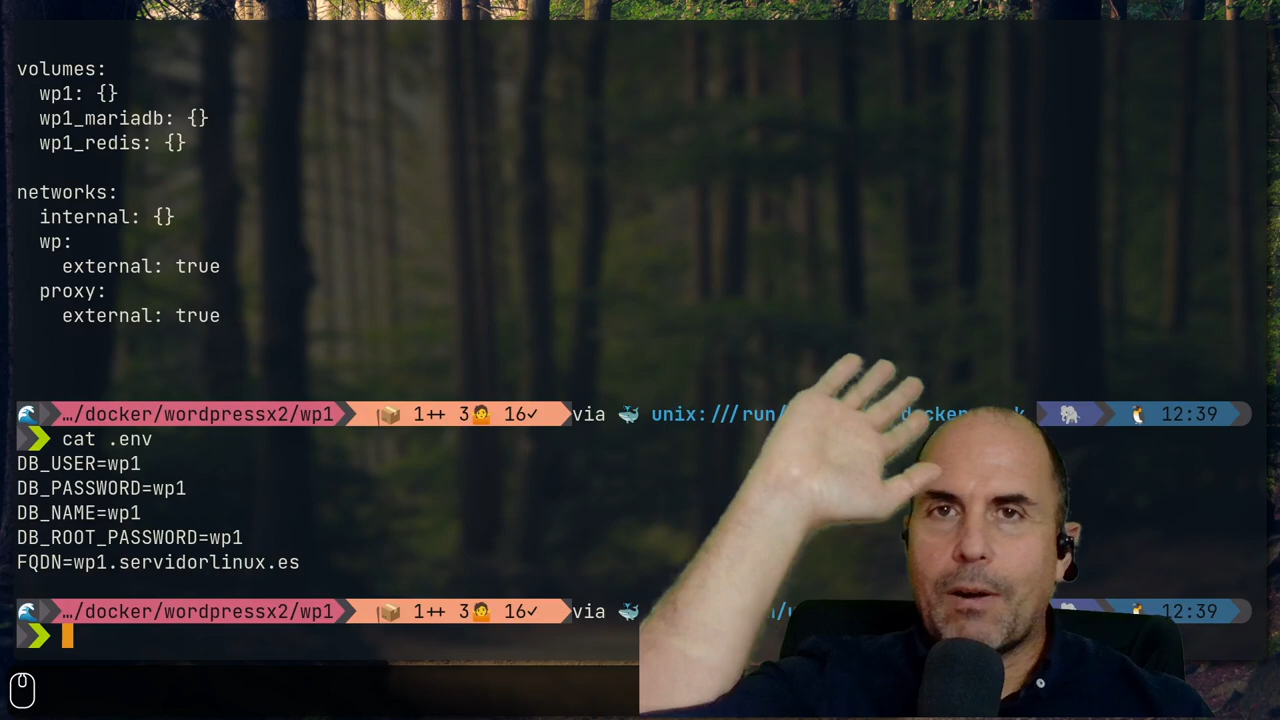 volumes:
  wp1: {}
  wp1_mariadb: {}
  wp1_redis: {}
networks:
  internal: {}
  wp:
    external: true
  proxy:
    external: true
…/docker/wordpressx2/wp1 1++ 3 16✓ via unix:///run/ 12:39
cat .env
DB_USER=wp1
DB_PASSWORD=wp1
DB_NAME=wp1
DB_ROOT_PASSWORD=wp1
FQDN=wp1.servidorlinux.es
…/docker/wordpressx2/wp1 1++ 3 16✓ via 12:39